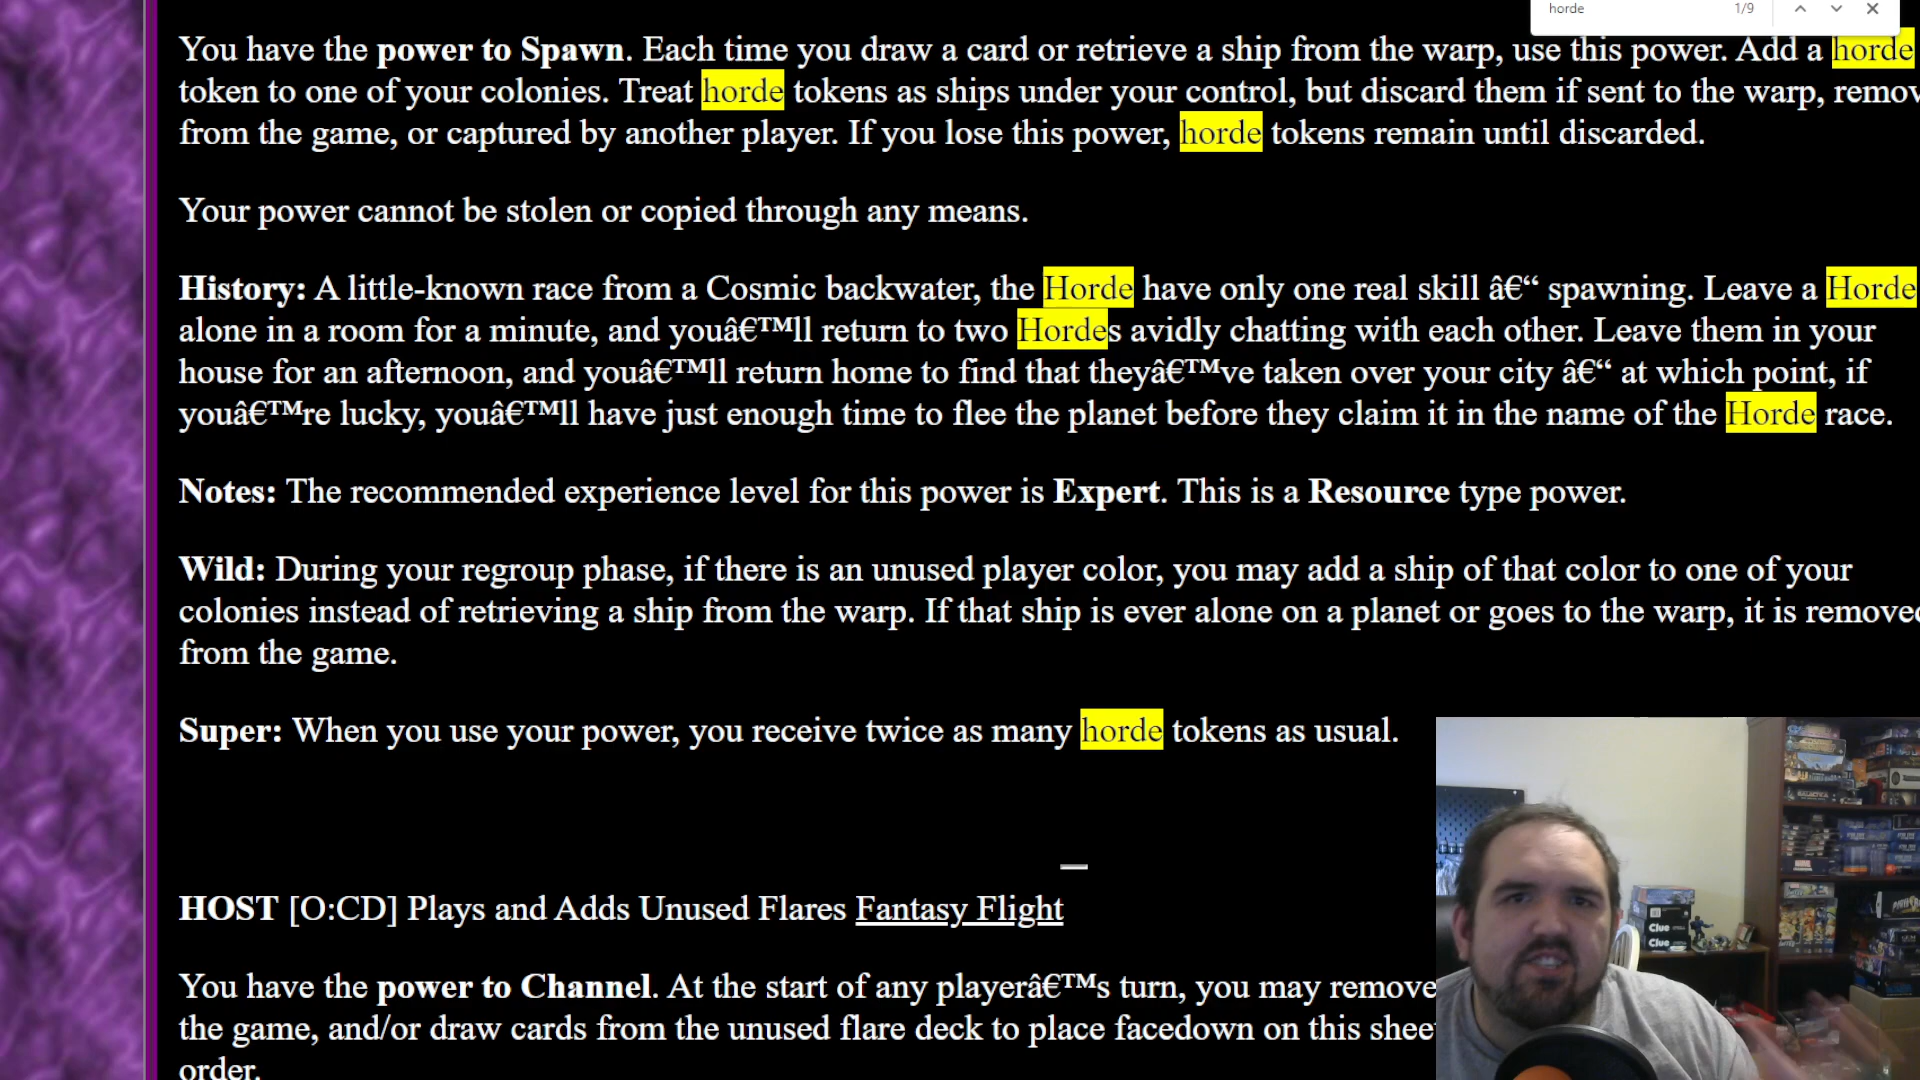 horde 1/9
You have the power to Spawn. Each time you draw a card or retrieve a ship from the warp, use this power. Add a horde
token to one of your colonies. Treat horde tokens as ships under your control, but discard them if sent to the warp, remov
from the game, or captured by another player. If you lose this power, horde tokens remain until discarded.
Your power cannot be stolen or copied through any means.
History: A little-known race from a Cosmic backwater, the Horde have only one real skill â€“ spawning. Leave a Horde
alone in a room for a minute, and youâ€™ll return to two Hordes avidly chatting with each other. Leave them in your
house for an afternoon, and youâ€™ll return home to find that theyâ€™ve taken over your city â€“ at which point, if
youâ€™re lucky, youâ€™ll have just enough time to flee the planet before they claim it in the name of the Horde race.
Notes: The recommended experience level for this power is Expert. This is a Resource type power.
Wild: During your regroup phase, if there is an unused player color, you may add a ship of that color to one of your
colonies instead of retrieving a ship from the warp. If that ship is ever alone on a planet or goes to the warp, it is removed
from the game.
Super: When you use your power, you receive twice as many horde tokens as usual.
HOST [O:CD] Plays and Adds Unused Flares Fantasy Flight
You have the power to Channel. At the start of any playerâ€™s turn, you may remove
the game, and/or draw cards from the unused flare deck to place facedown on this shee
order.
Clue
Clue